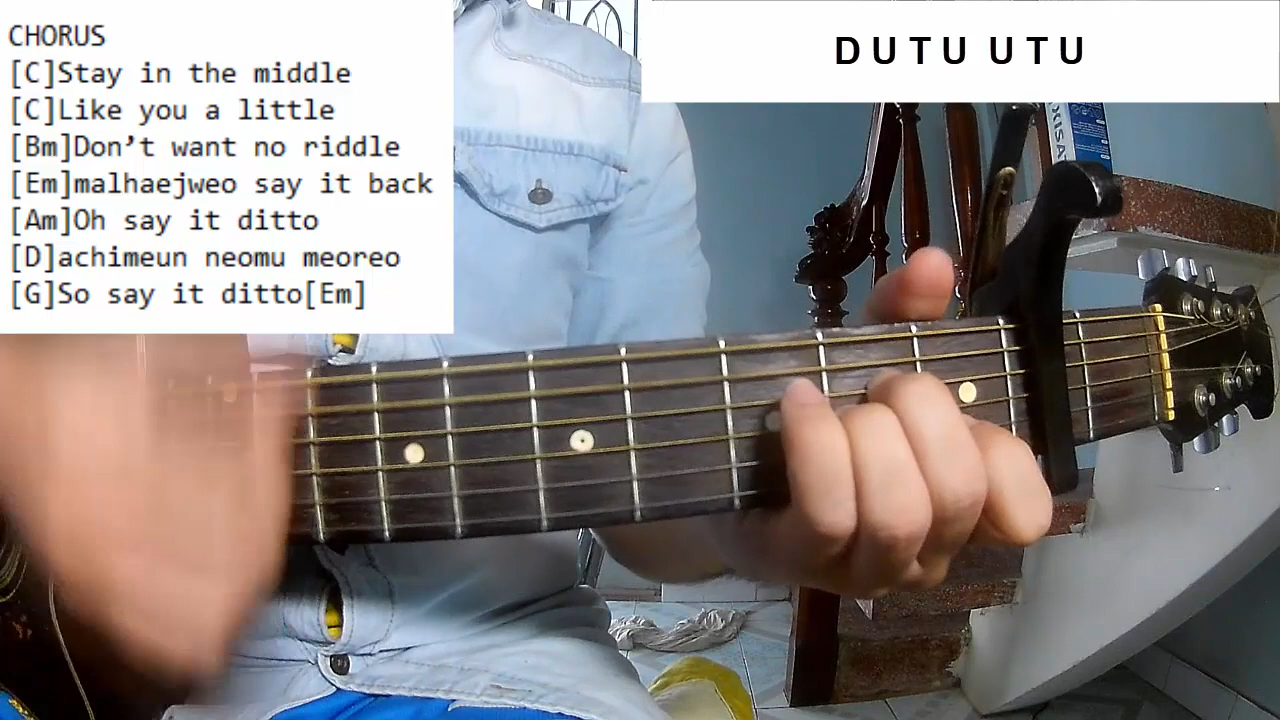 CHORUS
[C]Stay in the middle
[C]Like you a little
[Bm]Don’t want no riddle
[Em]malhaejweo say it back
[Am]Oh say it ditto
[D]achimeun neomu meoreo
[G]So say it ditto[Em]
D U T U U T U